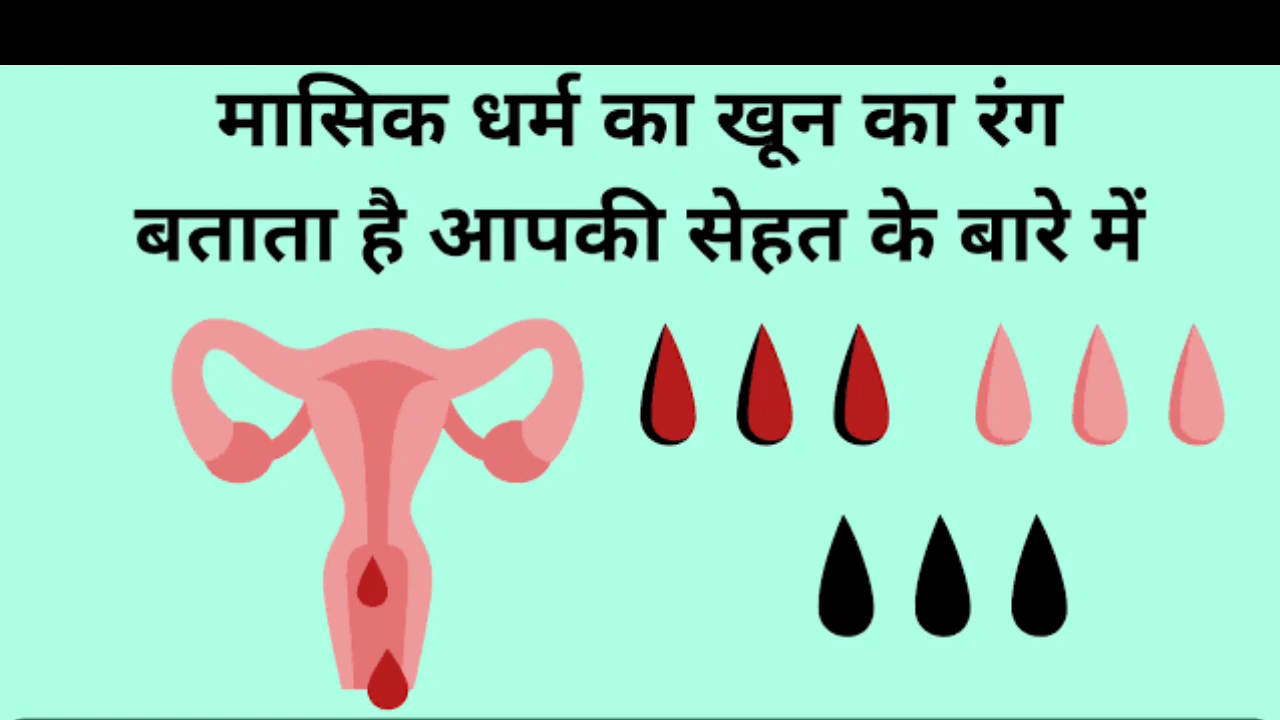 मासिक धर्म का खून का रंग
बताता है आपकी सेहत के बारे में